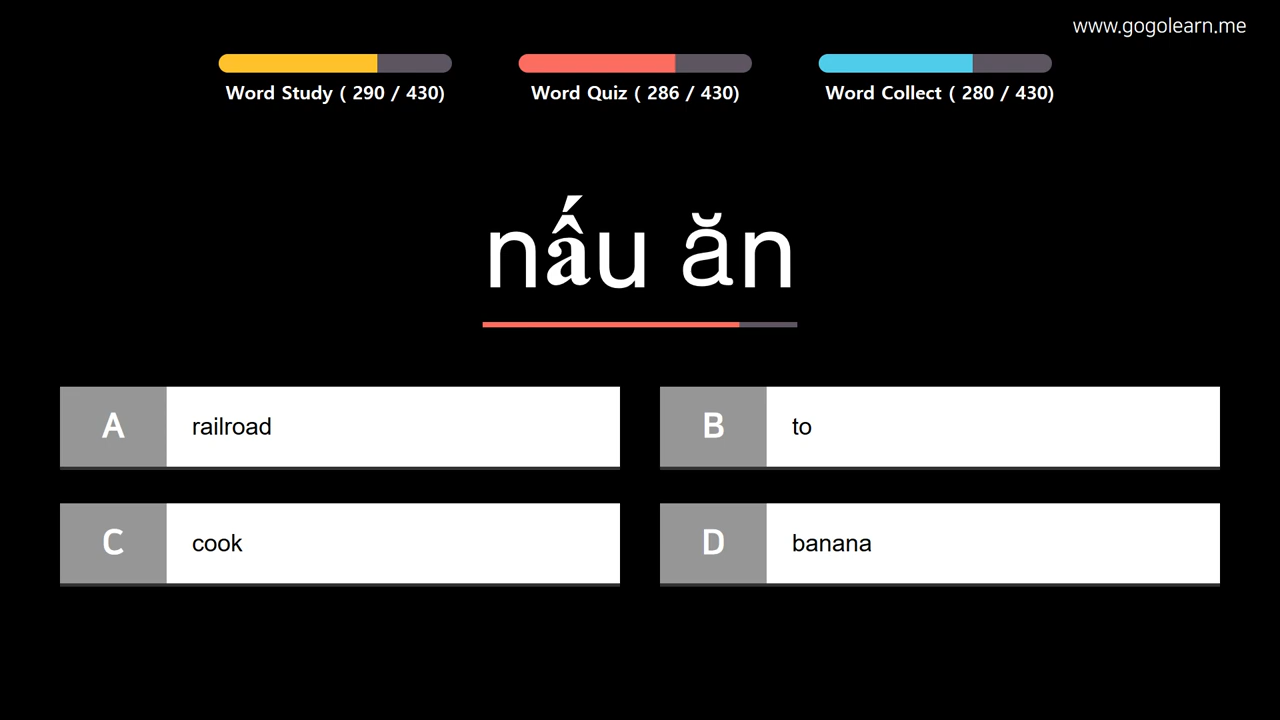 www.gogolearn.me
Word Study ( 290 / 430)
Word Quiz ( 286 / 430)
Word Collect ( 280 / 430)
nấu ăn
A railroad
B to
C cook
D banana